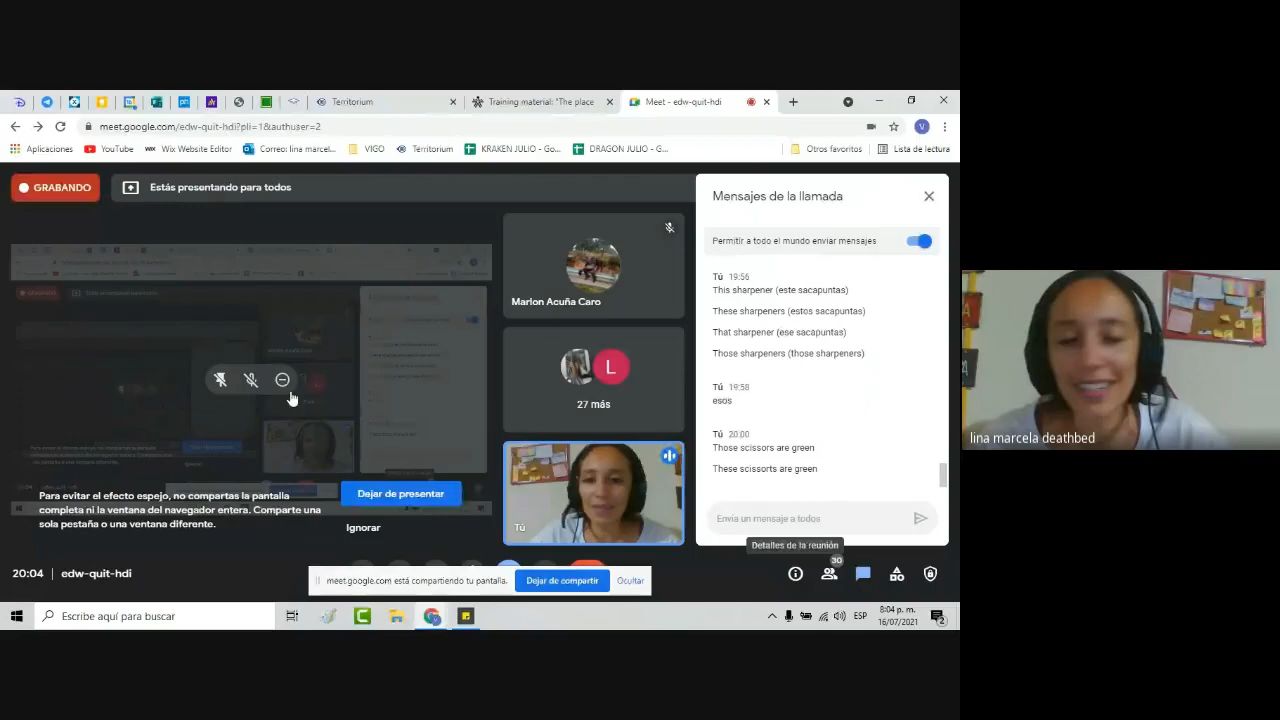 Territorium
Training material: "The place
Meet - edw-quit-hdi
meet.google.com/edw-quit-hdi?pli=1&authuser=2
Aplicaciones
YouTube
Wix Website Editor
Correo: lina marcel...
VIGO
Territorium
KRAKEN JULIO - Go...
DRAGON JULIO - G...
Otros favoritos
Lista de lectura
GRABANDO
Estás presentando para todos
Marlon Acuña Caro
L
27 más
Tú
Para evitar el efecto espejo, no compartas la pantalla
completa ni la ventana del navegador entera. Comparte una
sola pestaña o una ventana diferente.
Dejar de presentar
Ignorar
Mensajes de la llamada
Permitir a todo el mundo enviar mensajes
Tú 19:56
This sharpener (este sacapuntas)
These sharpeners (estos sacapuntas)
That sharpener (ese sacapuntas)
Those sharpeners (those sharpeners)
Tú 19:58
esos
Tú 20:00
Those scissors are green
These scissorts are green
Envía un mensaje a todos
Detalles de la reunión
30
20:04 | edw-quit-hdi
meet.google.com está compartiendo tu pantalla.
Dejar de compartir
Ocultar
Escribe aquí para buscar
ESP
8:04 p. m.
16/07/2021
2
lina marcela deathbed